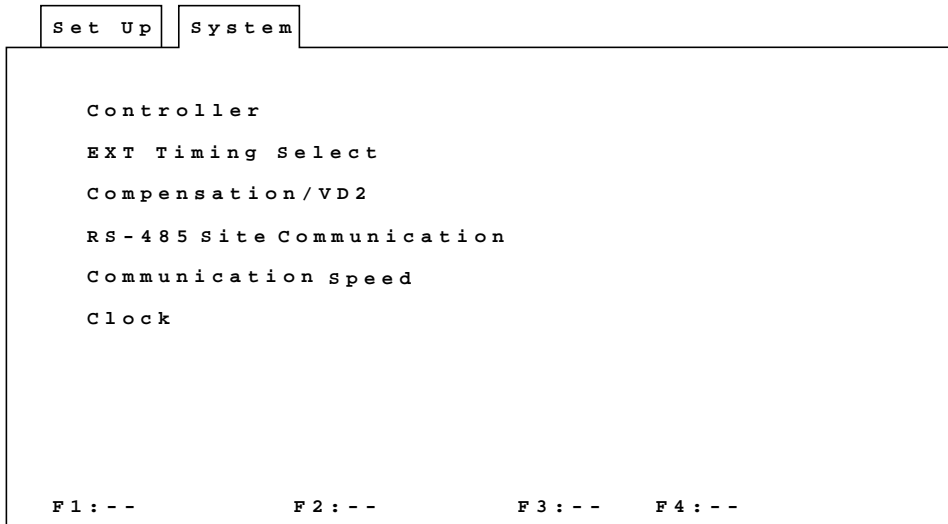 Set Up System
Controller
EXT Timing Select
Compensation/VD2
RS-485 Site Communication
Communication Speed
Clock
F1:-- F2:-- F3:-- F4:--